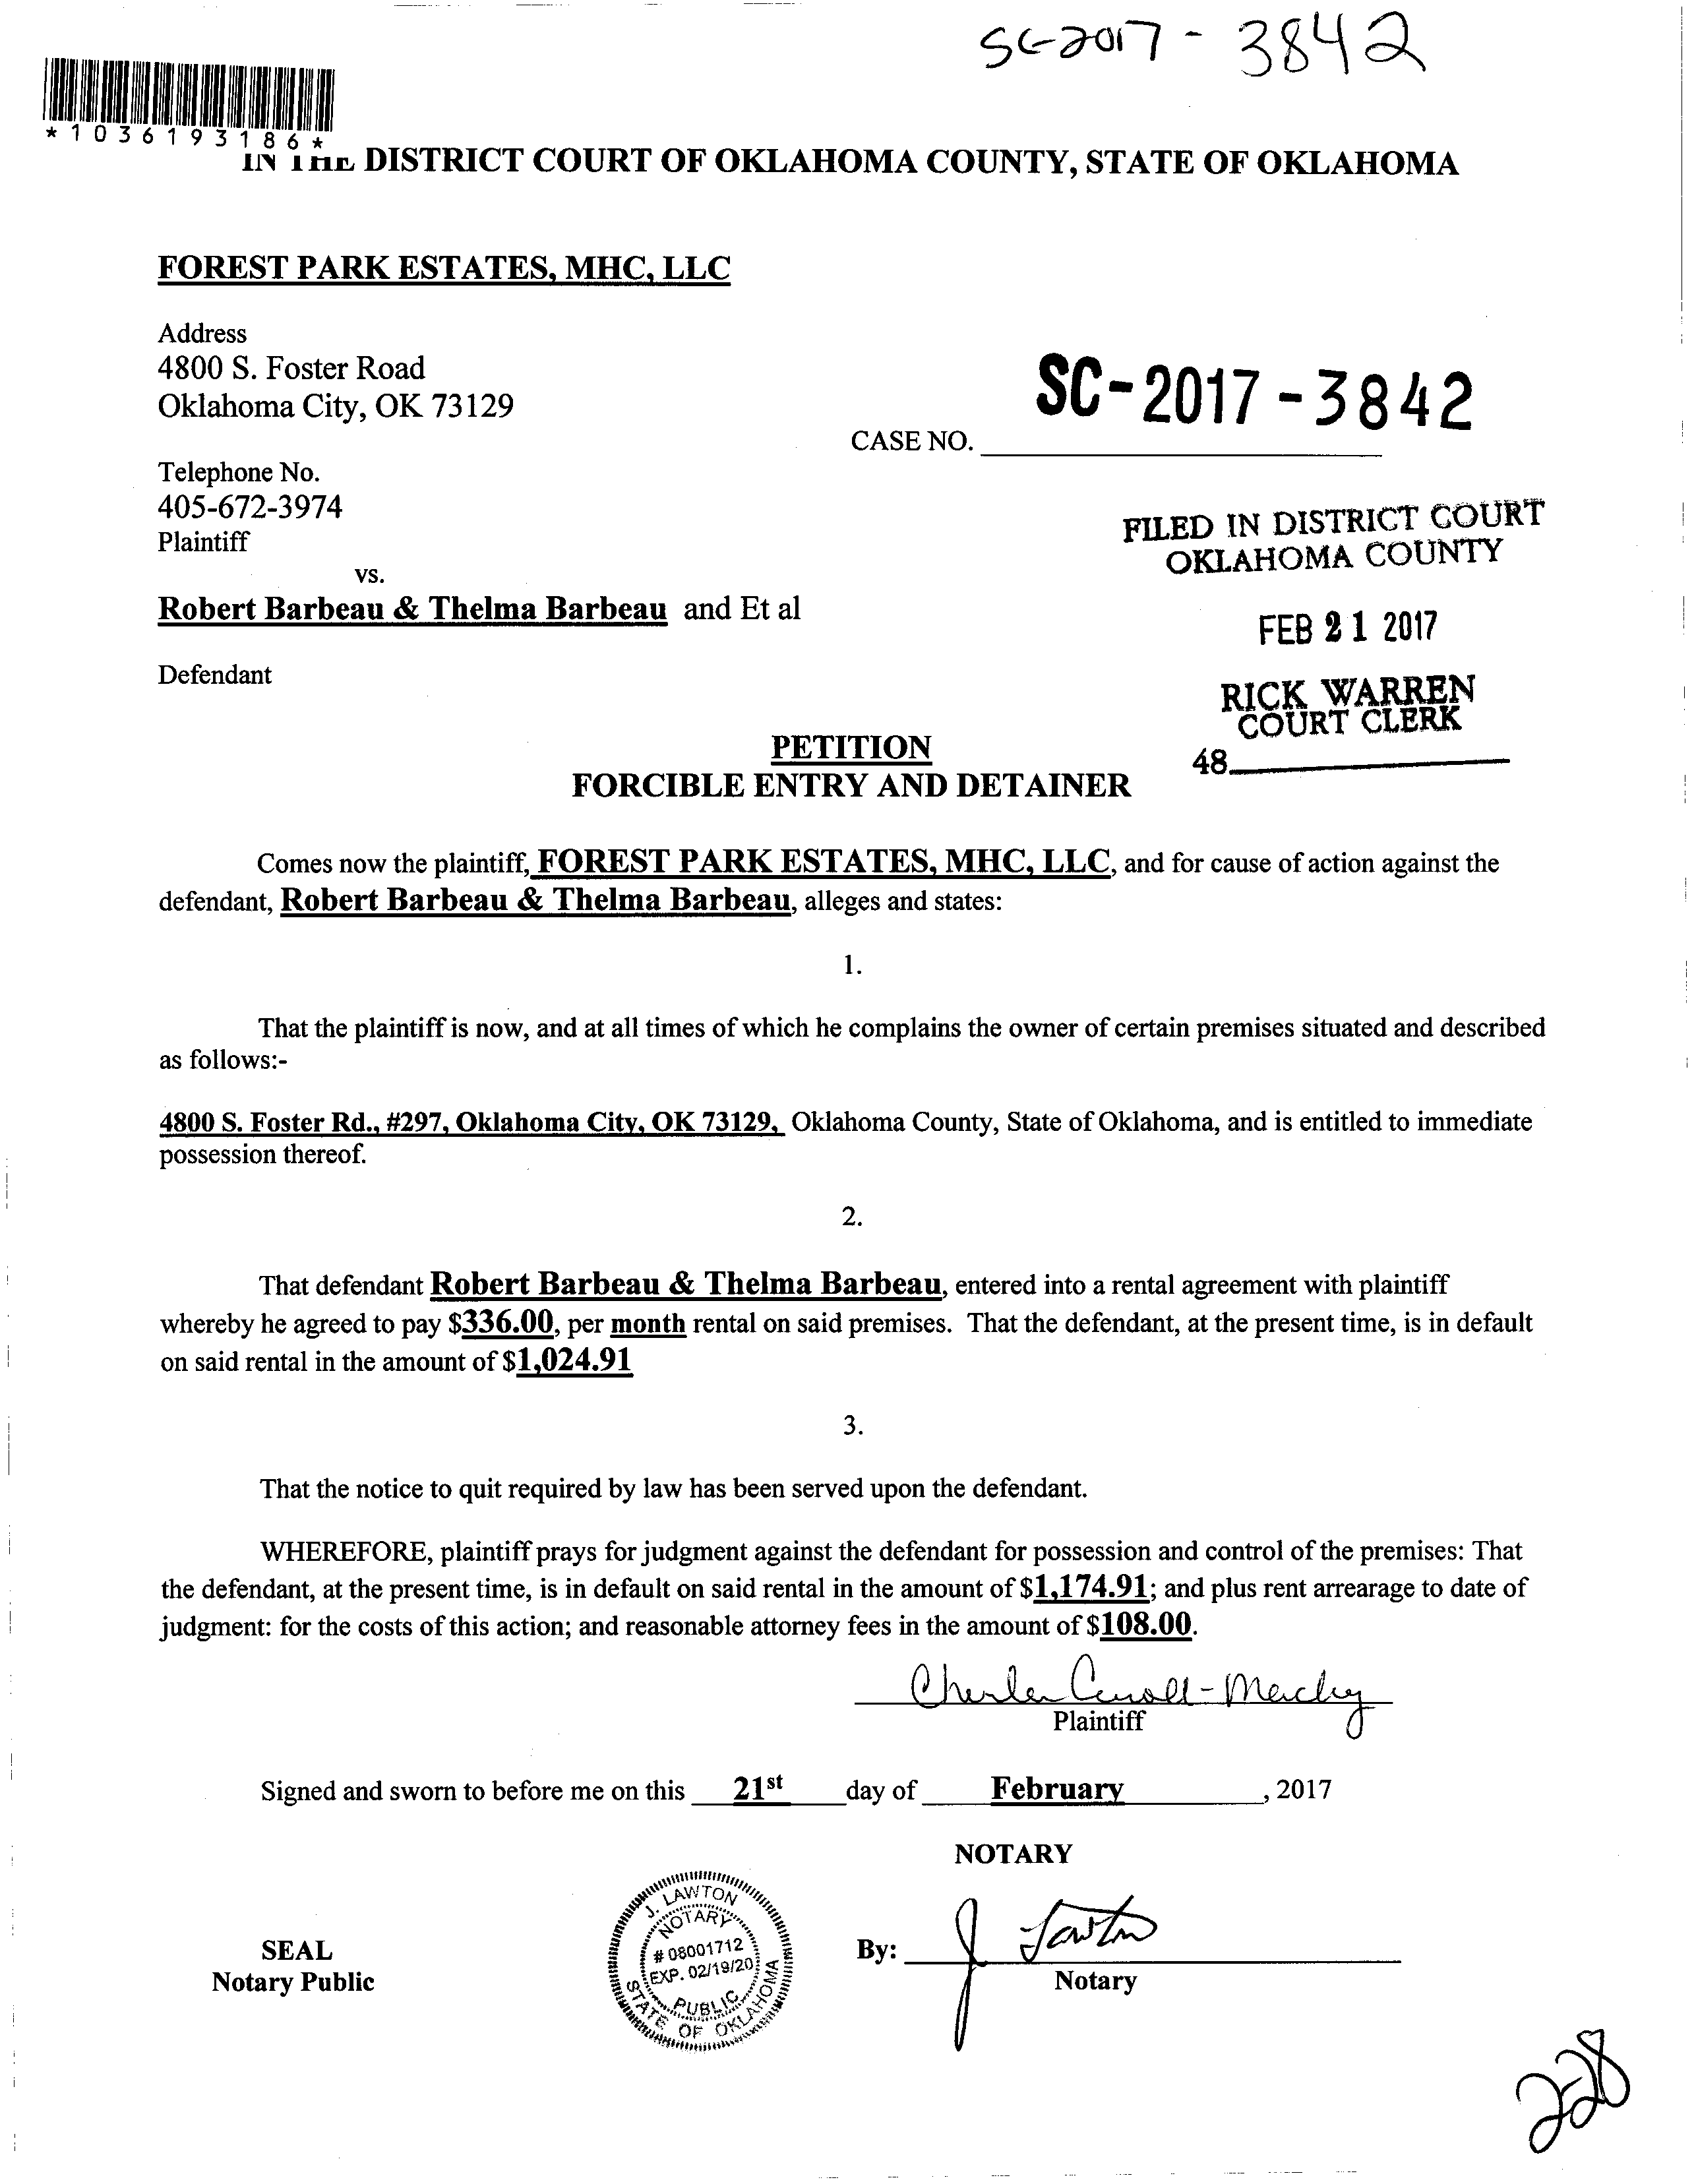 SC-2017 - 3842
*1036193186*
IN THE DISTRICT COURT OF OKLAHOMA COUNTY, STATE OF OKLAHOMA
FOREST PARK ESTATES, MHC, LLC
Address
4800 S. Foster Road
Oklahoma City, OK 73129
SC-2017-3842
CASE NO.
Telephone No.
405-672-3974
Plaintiff
vs.
Robert Barbeau & Thelma Barbeau and Et al
Defendant
FILED IN DISTRICT COURT
OKLAHOMA COUNTY
FEB 21 2017
RICK WARREN
COURT CLERK
48
PETITION
FORCIBLE ENTRY AND DETAINER
Comes now the plaintiff, FOREST PARK ESTATES, MHC, LLC, and for cause of action against the
defendant, Robert Barbeau & Thelma Barbeau, alleges and states:
1.
That the plaintiff is now, and at all times of which he complains the owner of certain premises situated and described
as follows:-
4800 S. Foster Rd., #297, Oklahoma City, OK 73129, Oklahoma County, State of Oklahoma, and is entitled to immediate
possession thereof.
2.
That defendant Robert Barbeau & Thelma Barbeau, entered into a rental agreement with plaintiff
whereby he agreed to pay $336.00, per month rental on said premises. That the defendant, at the present time, is in default
on said rental in the amount of $1,024.91
3.
That the notice to quit required by law has been served upon the defendant.
WHEREFORE, plaintiff prays for judgment against the defendant for possession and control of the premises: That
the defendant, at the present time, is in default on said rental in the amount of $1,174.91; and plus rent arrearage to date of
judgment: for the costs of this action; and reasonable attorney fees in the amount of $108.00.
Plaintiff
Signed and sworn to before me on this 21st day of February, 2017
NOTARY
J. LAWTON
NOTARY
# 08001712
EXP. 02/19/20
PUBLIC
STATE OF OKLAHOMA
SEAL
Notary Public
By: J. Lawton
Notary
228